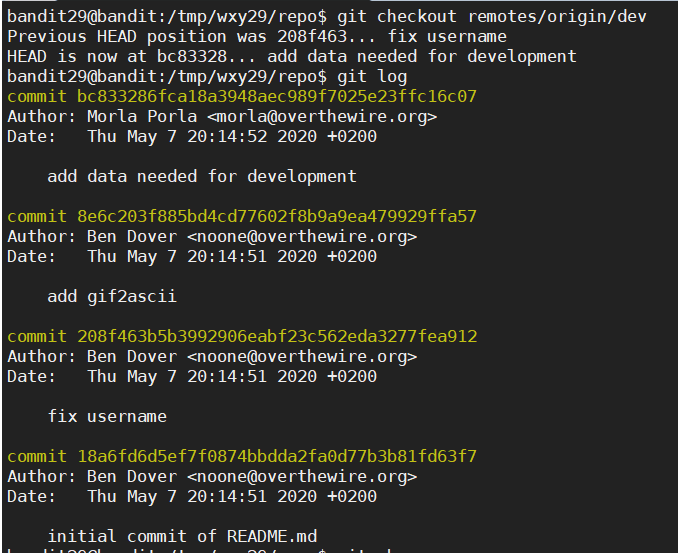 bandit29@bandit:/tmp/wxy29/repo$ git checkout remotes/origin/dev
Previous HEAD position was 208f463... fix username
HEAD is now at bc83328... add data needed for development
bandit29@bandit:/tmp/wxy29/repo$ git log
commit bc833286fca18a3948aec989f7025e23ffc16c07
Author: Morla Porla <morla@overthewire.org>
Date:   Thu May 7 20:14:52 2020 +0200
    add data needed for development
commit 8e6c203f885bd4cd77602f8b9a9ea479929ffa57
Author: Ben Dover <noone@overthewire.org>
Date:   Thu May 7 20:14:51 2020 +0200
    add gif2ascii
commit 208f463b5b3992906eabf23c562eda3277fea912
Author: Ben Dover <noone@overthewire.org>
Date:   Thu May 7 20:14:51 2020 +0200
    fix username
commit 18a6fd6d5ef7f0874bbdda2fa0d77b3b81fd63f7
Author: Ben Dover <noone@overthewire.org>
Date:   Thu May 7 20:14:51 2020 +0200
    initial commit of README.md